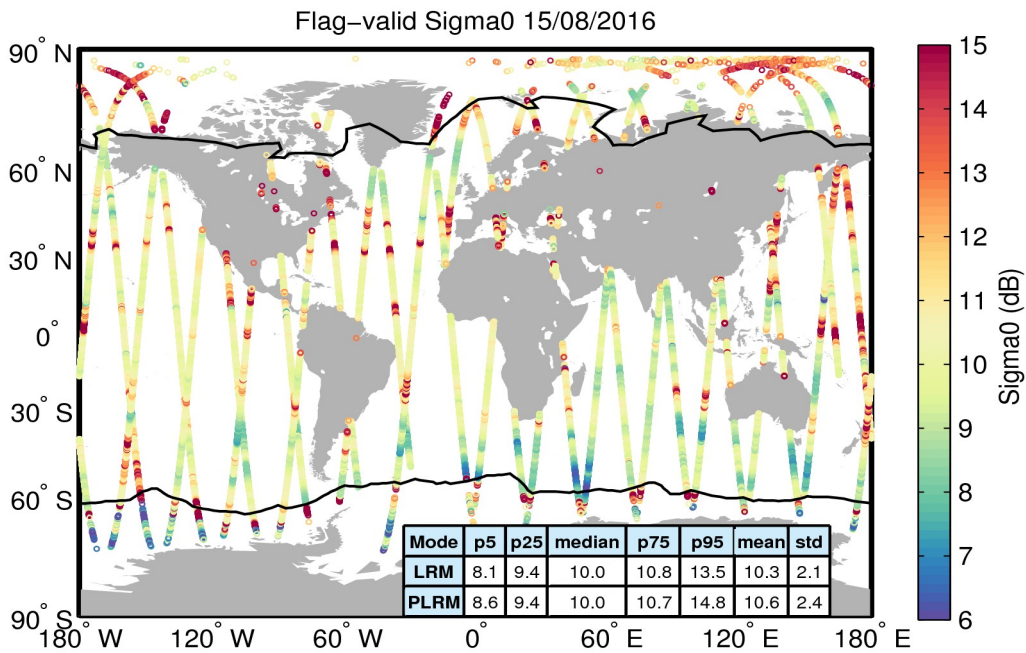 Flag−valid Sigma0 15/08/2016
90° N
60° N
30° N
0°
30° S
60° S
90° S
180° W 120° W 60° W 0° 60° E 120° E 180° E
Mode p5 p25 median p75 p95 mean std
LRM 8.1 9.4 10.0 10.8 13.5 10.3 2.1
PLRM 8.6 9.4 10.0 10.7 14.8 10.6 2.4
15
14
13
12
11
10
9
8
7
6
Sigma0 (dB)